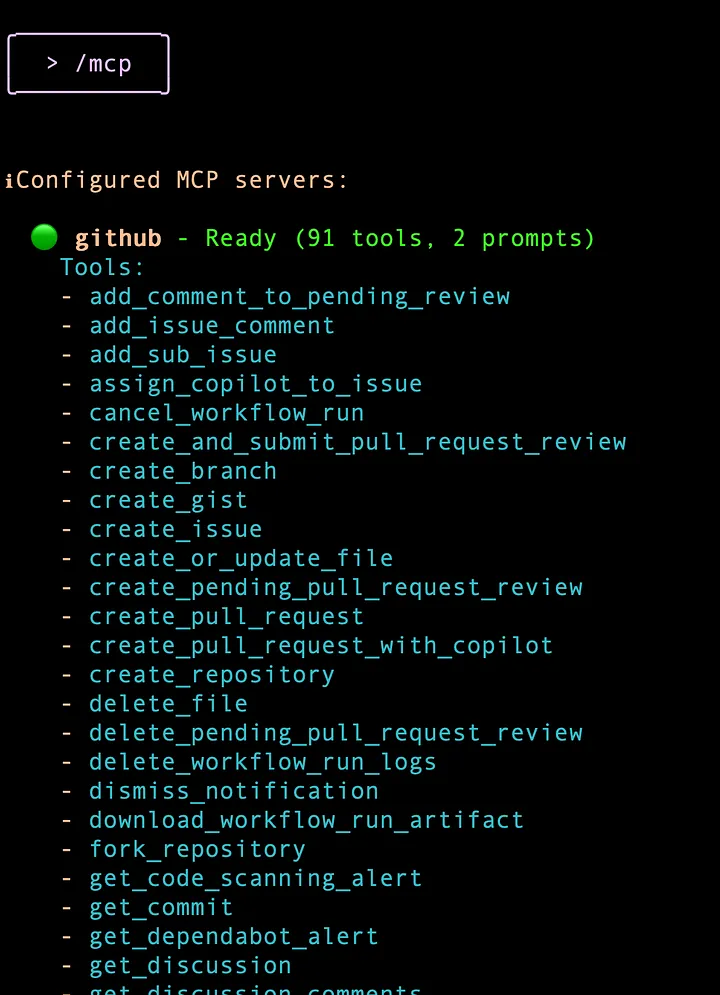 > /mcp
ℹConfigured MCP servers:
github - Ready (91 tools, 2 prompts)
Tools:
- add_comment_to_pending_review
- add_issue_comment
- add_sub_issue
- assign_copilot_to_issue
- cancel_workflow_run
- create_and_submit_pull_request_review
- create_branch
- create_gist
- create_issue
- create_or_update_file
- create_pending_pull_request_review
- create_pull_request
- create_pull_request_with_copilot
- create_repository
- delete_file
- delete_pending_pull_request_review
- delete_workflow_run_logs
- dismiss_notification
- download_workflow_run_artifact
- fork_repository
- get_code_scanning_alert
- get_commit
- get_dependabot_alert
- get_discussion
- get_discussion_comments